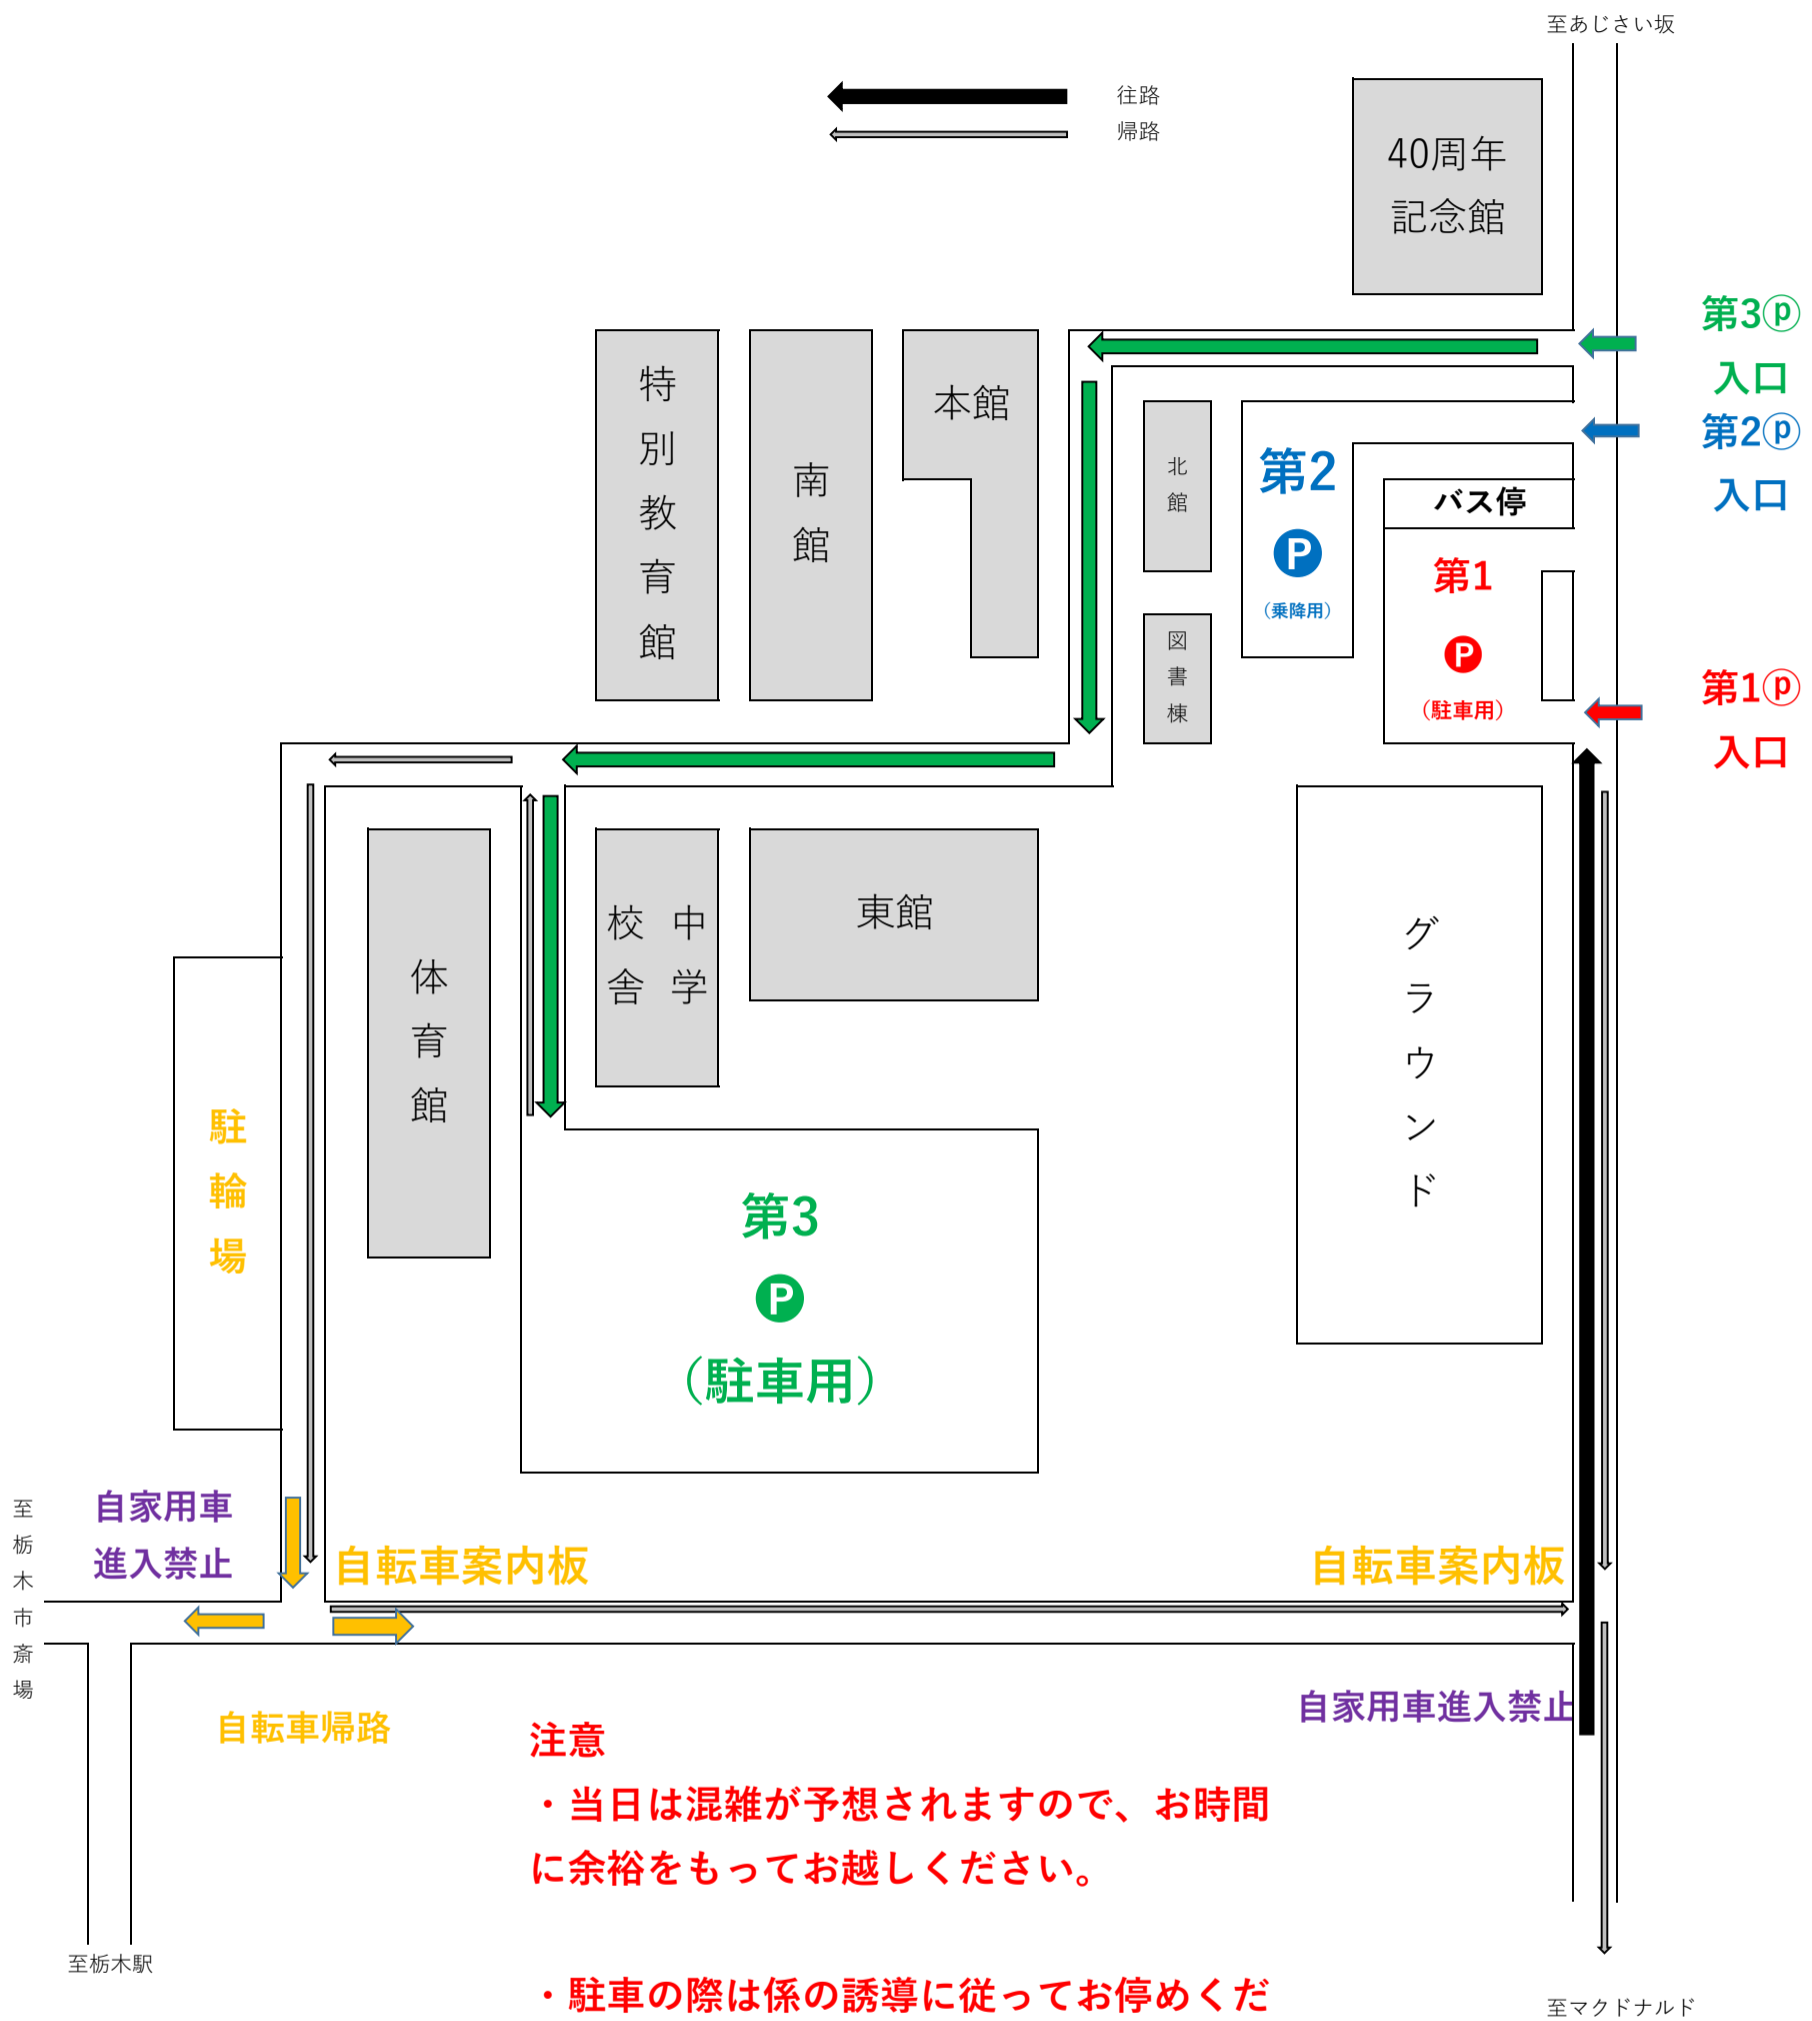 至あじさい坂
往路
帰路
40周年
記念館
第3ⓟ
入口
第2ⓟ
入口
第1ⓟ
入口
特別教育館
南館
本館
北館
図書棟
第2
P
（乗降用）
バス停
第1
P
（駐車用）
体育館
中学
校舎
東館
グラウンド
駐輪場
第3
P
（駐車用）
自家用車
進入禁止
至栃木市斎場
自転車案内板
自転車案内板
自転車帰路
自家用車進入禁止
注意
・当日は混雑が予想されますので、お時間
に余裕をもってお越しください。
・駐車の際は係の誘導に従ってお停めくだ
至栃木駅
至マクドナルド